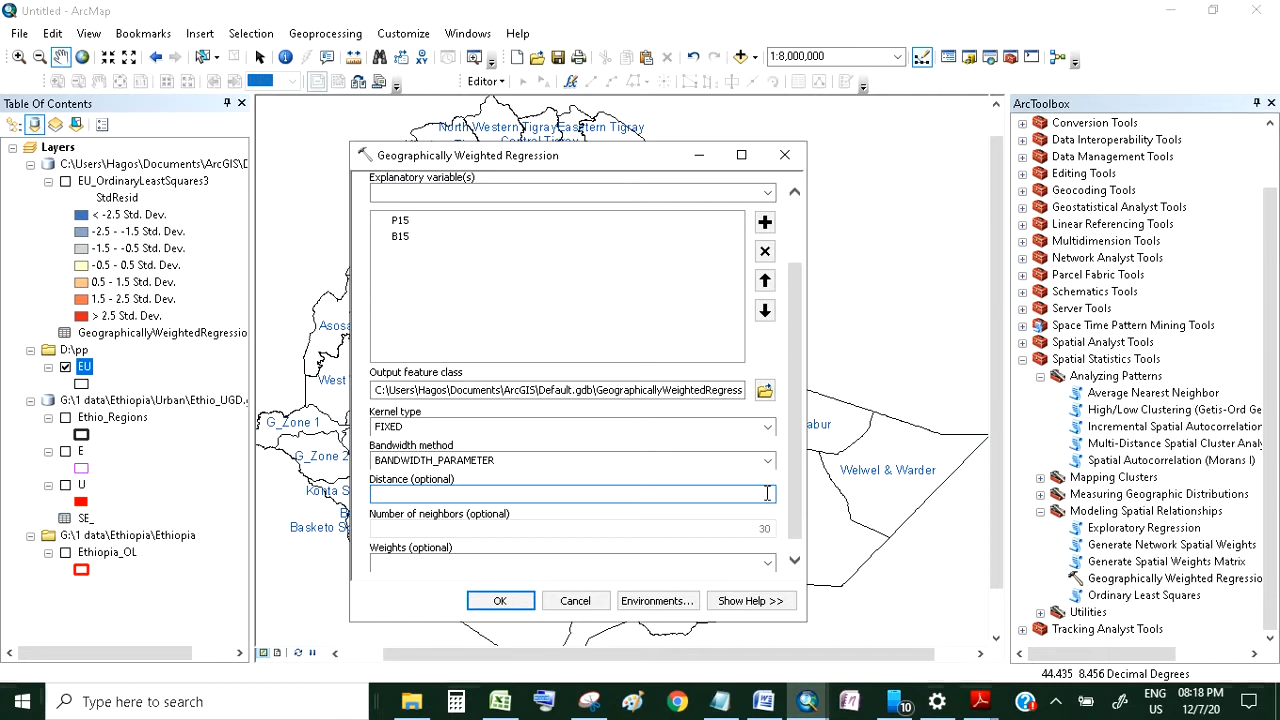 Untitled - ArcMap
File Edit View Bookmarks Insert Selection Geoprocessing Customize Windows Help
1:8,000,000
Editor
Table Of Contents
Layers
C:\Users\Hagos\Documents\ArcGIS\D
EU_OrdinaryLeastSquares3
StdResid
< -2.5 Std. Dev.
-2.5 - -1.5 Std. Dev.
-1.5 - -0.5 Std. Dev.
-0.5 - 0.5 Std. Dev.
0.5 - 1.5 Std. Dev.
1.5 - 2.5 Std. Dev.
> 2.5 Std. Dev.
GeographicallyWeightedRegressio
D:\pp
EU
G:\1 data\Ethiopia\Urban\Ethio_UGD.g
Ethio_Regions
E
U
SE_
G:\1 data\Ethiopia\Ethiopia
Ethiopia_OL
North Western Tigray
Eastern Tigray
Central Tigray
Asos
West
G_Zone 1
G_Zone 2
Konta S
Basketo S
abur
Welwel & Warder
Geographically Weighted Regression
Explanatory variable(s)
P15
B15
Output feature class
C:\Users\Hagos\Documents\ArcGIS\Default.gdb\GeographicallyWeightedRegress
Kernel type
FIXED
Bandwidth method
BANDWIDTH_PARAMETER
Distance (optional)
Number of neighbors (optional)
30
Weights (optional)
OK
Cancel
Environments...
Show Help >>
ArcToolbox
Conversion Tools
Data Interoperability Tools
Data Management Tools
Editing Tools
Geocoding Tools
Geostatistical Analyst Tools
Linear Referencing Tools
Multidimension Tools
Network Analyst Tools
Parcel Fabric Tools
Schematics Tools
Server Tools
Space Time Pattern Mining Tools
Spatial Analyst Tools
Spatial Statistics Tools
Analyzing Patterns
Average Nearest Neighbor
High/Low Clustering (Getis-Ord Ge
Incremental Spatial Autocorrelation
Multi-Distance Spatial Cluster Anal
Spatial Autocorrelation (Morans I)
Mapping Clusters
Measuring Geographic Distributions
Modeling Spatial Relationships
Exploratory Regression
Generate Network Spatial Weights
Generate Spatial Weights Matrix
Geographically Weighted Regressio
Ordinary Least Squares
Utilities
Tracking Analyst Tools
44.435 8.456 Decimal Degrees
Type here to search
10
ENG
US
08:18 PM
12/7/20